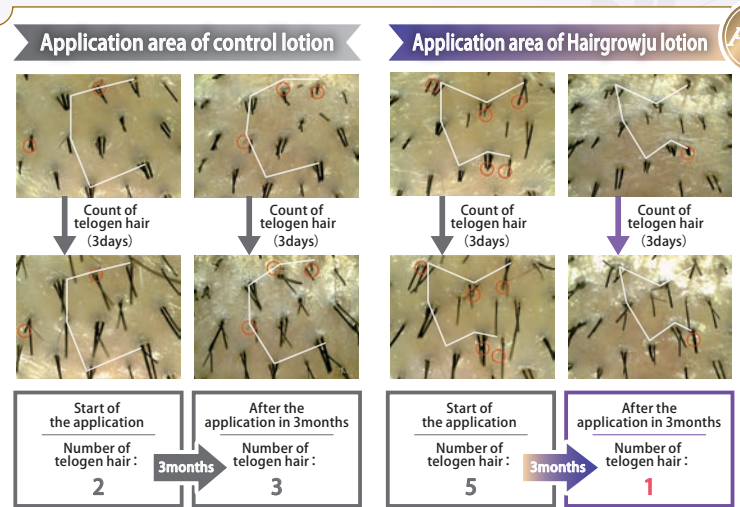 Application area of control lotion
Application area of Hairgrowju lotion
Count of
telogen hair
(3days)
Count of
telogen hair
(3days)
Count of
telogen hair
(3days)
Count of
telogen hair
(3days)
Start of
the application
Number of
telogen hair：
2
3months
After the
application in 3months
Number of
telogen hair：
3
Start of
the application
Number of
telogen hair：
5
3months
After the
application in 3months
Number of
telogen hair：
1